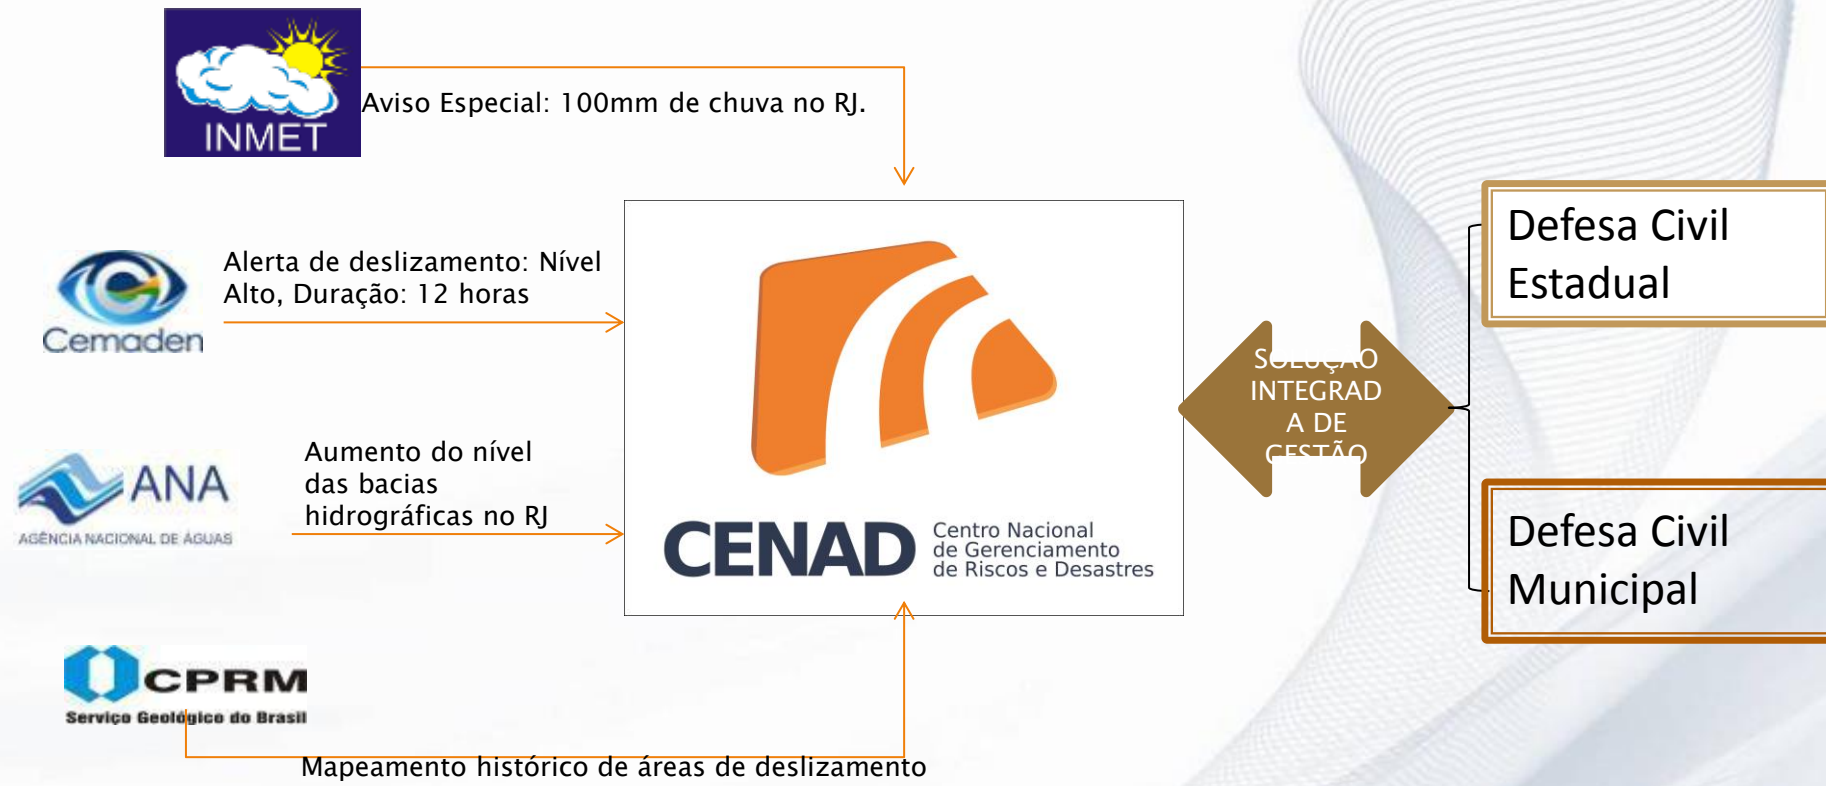 INMET
Aviso Especial: 100mm de chuva no RJ.
Cemaden
Alerta de deslizamento: Nível
Alto, Duração: 12 horas
ANA
AGÊNCIA NACIONAL DE ÁGUAS
Aumento do nível
das bacias
hidrográficas no RJ
CPRM
Serviço Geológico do Brasil
Mapeamento histórico de áreas de deslizamento
CENAD
Centro Nacional
de Gerenciamento
de Riscos e Desastres
SOLUÇÃO
INTEGRAD
A DE
GESTÃO
Defesa Civil
Estadual
Defesa Civil
Municipal